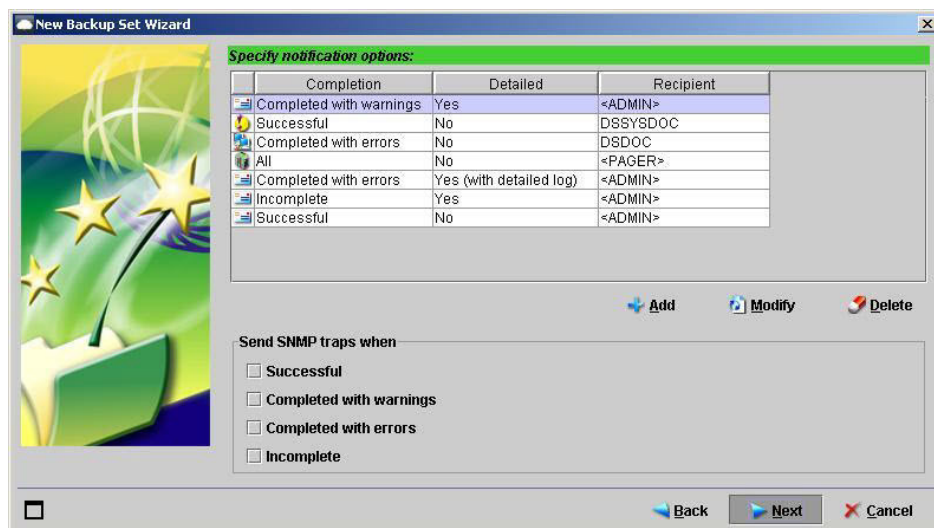 New Backup Set Wizard
Specify notification options:
Completion Detailed Recipient
Completed with warnings Yes <ADMIN>
Successful No DSSYSDOC
Completed with errors No DSDOC
All No <PAGER>
Completed with errors Yes (with detailed log) <ADMIN>
Incomplete Yes <ADMIN>
Successful No <ADMIN>
Add Modify Delete
Send SNMP traps when
Successful
Completed with warnings
Completed with errors
Incomplete
Back Next Cancel